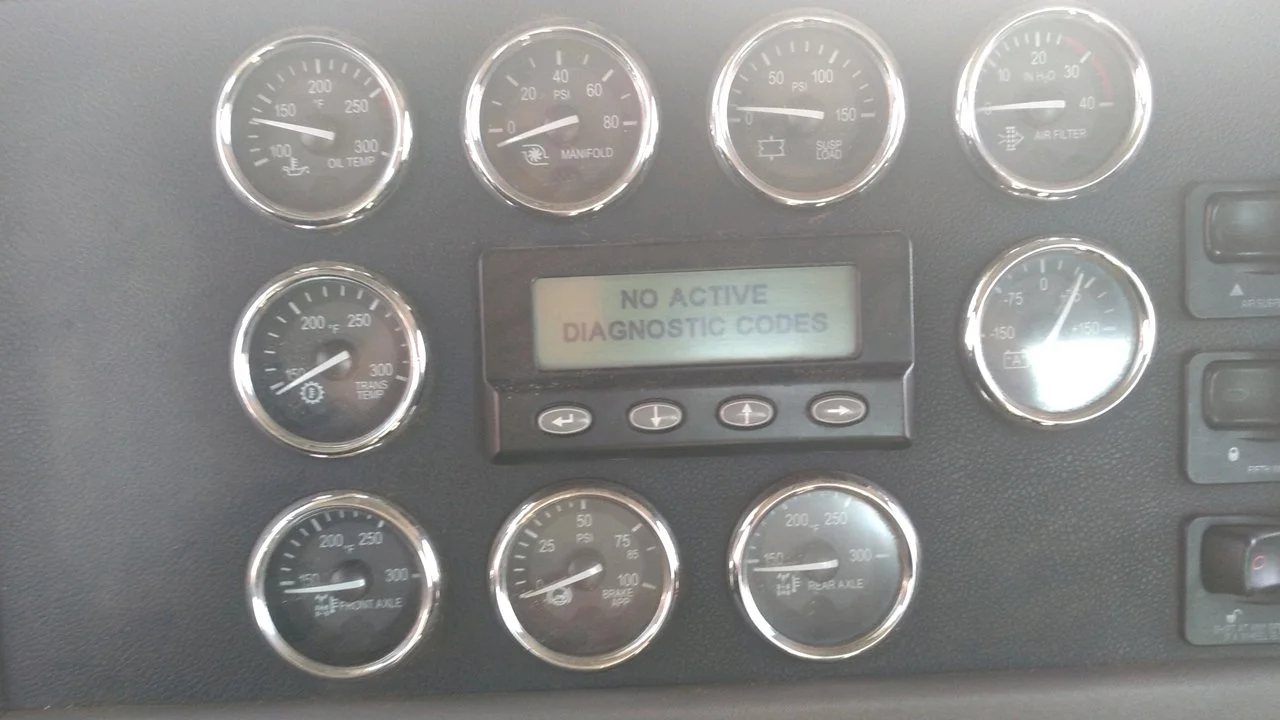 200
°F
150 250
100 300
OIL TEMP
40
PSI
20 60
0 80
MANIFOLD
50 PSI 100
0 150
SUSP
LOAD
20
10 IN H₂O 30
0 40
AIR FILTER
NO ACTIVE
DIAGNOSTIC CODES
200 °F 250
150 300
TRANS
TEMP
0
-75
-150 +150
A
200 °F 250
150 300
FRONT AXLE
50
PSI
25 75
85
0 100
BRAKE
APP
200 °F 250
150 300
REAR AXLE